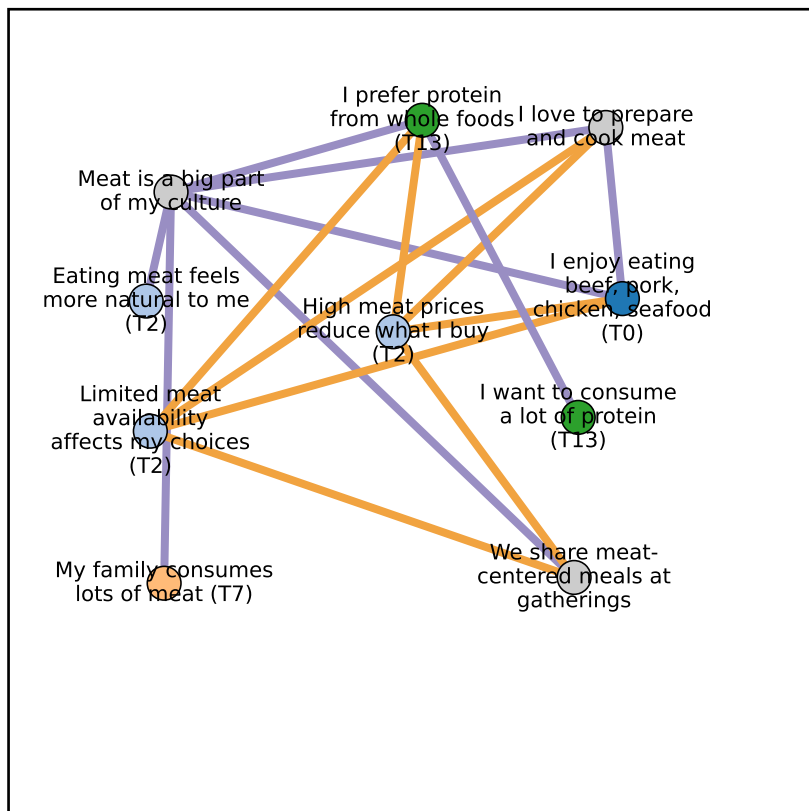 I prefer protein
from whole foods
(T13)
I love to prepare
and cook meat
Meat is a big part
of my culture
Eating meat feels
more natural to me
(T2)
High meat prices
reduce what I buy
(T2)
I enjoy eating
beef, pork,
chicken, seafood
(T0)
Limited meat
availability
affects my choices
(T2)
I want to consume
a lot of protein
(T13)
My family consumes
lots of meat (T7)
We share meat-
centered meals at
gatherings